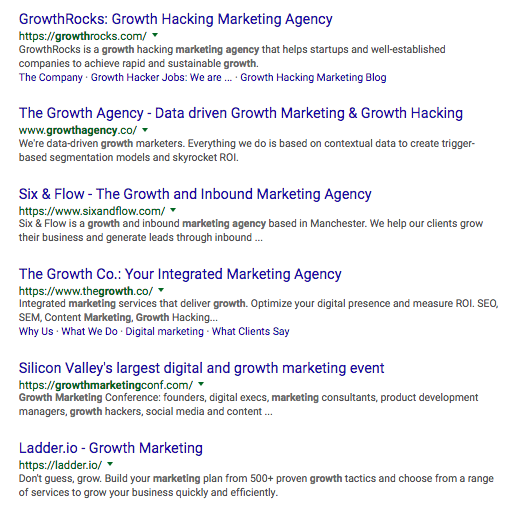 GrowthRocks: Growth Hacking Marketing Agency
https://growthrocks.com/
GrowthRocks is a growth hacking marketing agency that helps startups and well-established
companies to achieve rapid and sustainable growth.
The Company · Growth Hacker Jobs: We are ... · Growth Hacking Marketing Blog
The Growth Agency - Data driven Growth Marketing & Growth Hacking
www.growthagency.co/
We're data-driven growth marketers. Everything we do is based on contextual data to create trigger-
based segmentation models and skyrocket ROI.
Six & Flow - The Growth and Inbound Marketing Agency
https://www.sixandflow.com/
Six & Flow is a growth and inbound marketing agency based in Manchester. We help our clients grow
their business and generate leads through inbound ...
The Growth Co.: Your Integrated Marketing Agency
https://www.thegrowth.co/
Integrated marketing services that deliver growth. Optimize your digital presence and measure ROI. SEO,
SEM, Content Marketing, Growth Hacking...
Why Us · What We Do · Digital marketing · What Clients Say
Silicon Valley's largest digital and growth marketing event
https://growthmarketingconf.com/
Growth Marketing Conference: founders, digital execs, marketing consultants, product development
managers, growth hackers, social media and content ...
Ladder.io - Growth Marketing
https://ladder.io/
Don't guess, grow. Build your marketing plan from 500+ proven growth tactics and choose from a range
of services to grow your business quickly and efficiently.